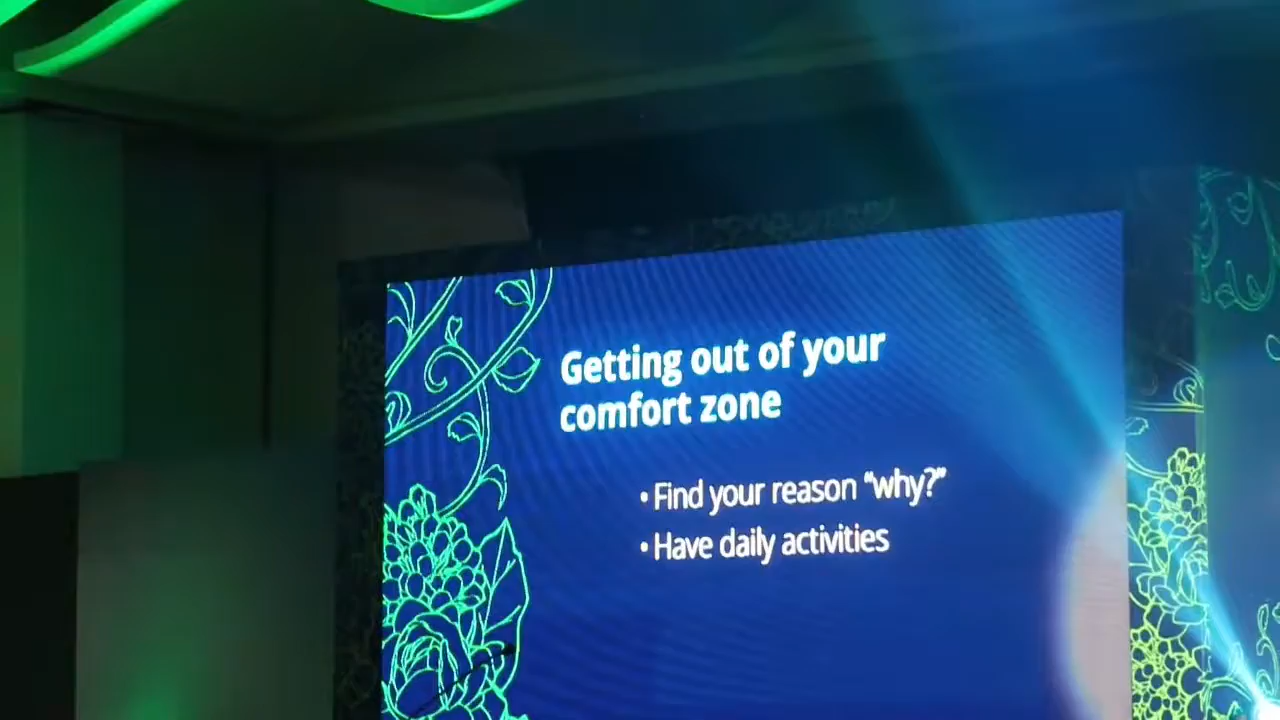 Getting out of your
comfort zone
• Find your reason “why?”
• Have daily activities